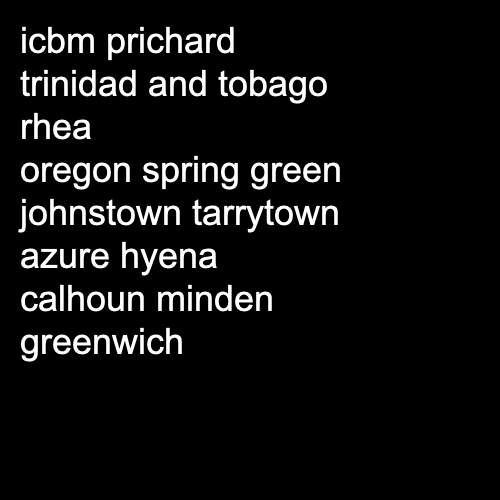 icbm prichard
trinidad and tobago
rhea
oregon spring green
johnstown tarrytown
azure hyena
calhoun minden
greenwich